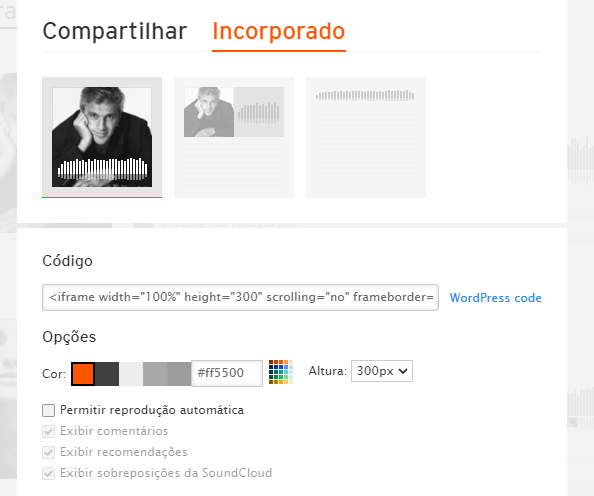 Compartilhar Incorporado
Código
<iframe width="100%" height="300" scrolling="no" frameborder=
WordPress code
Opções
Cor: #ff5500 Altura: 300px
Permitir reprodução automática
Exibir comentários
Exibir recomendações
Exibir sobreposições da SoundCloud